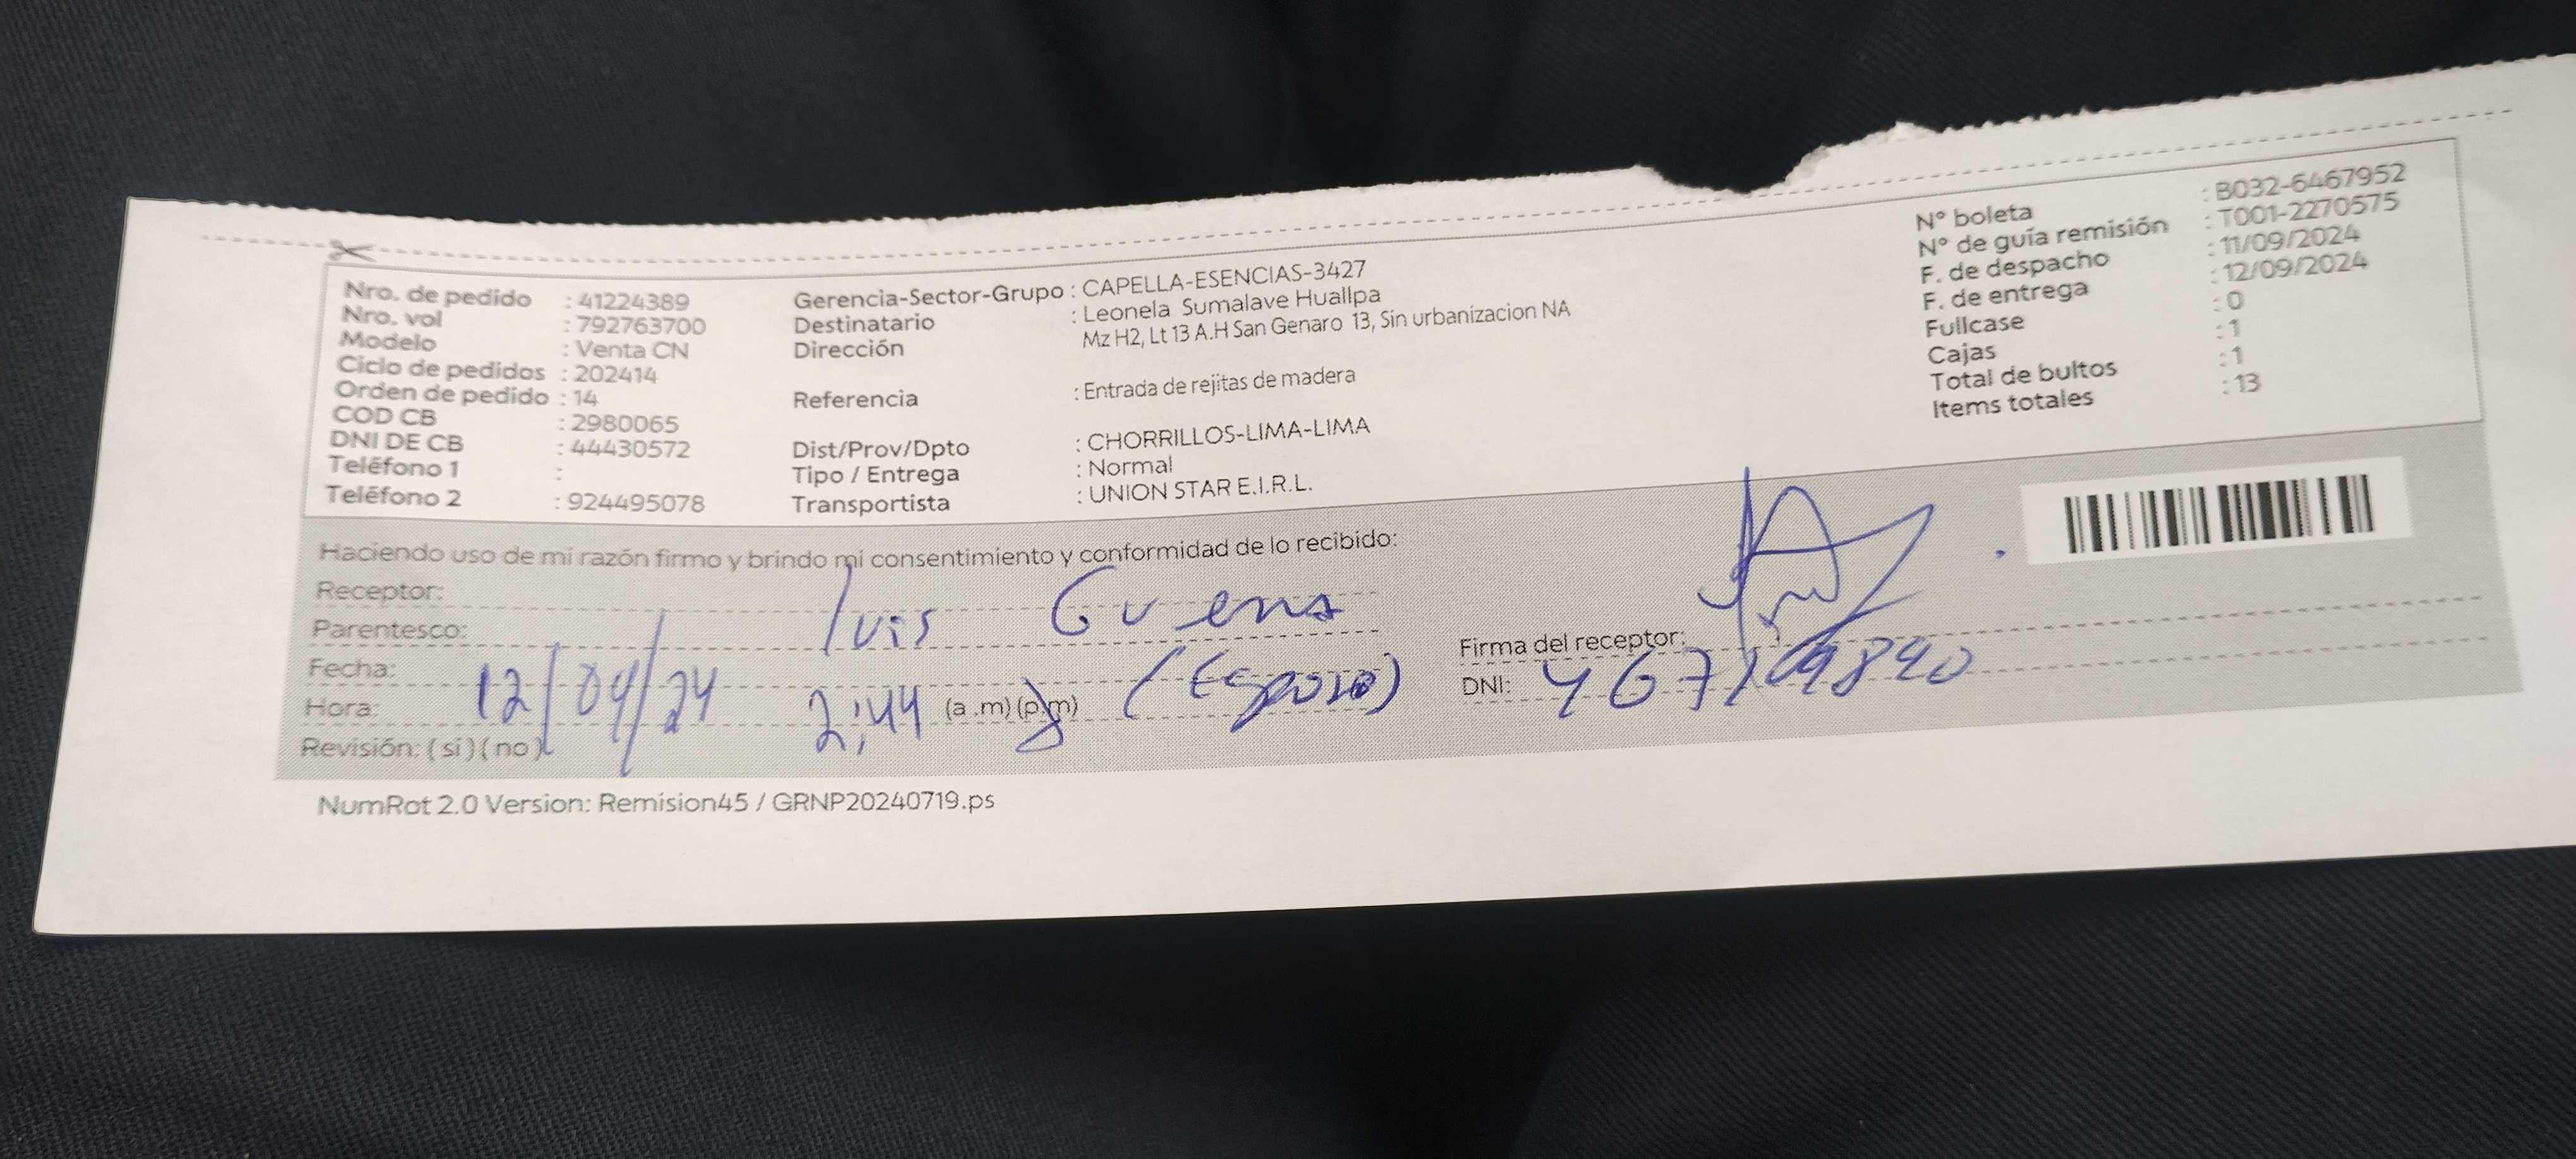 Nro. de pedido : 41224389
Nro. vol : 792763700
Modelo : Venta CN
Ciclo de pedidos : 202414
Orden de pedido : 14
COD CB : 2980065
DNI DE CB : 44430572
Teléfono 1 :
Teléfono 2 : 924495078
Gerencia-Sector-Grupo : CAPELLA-ESENCIAS-3427
Destinatario : Leonela Sumalave Huallpa
Dirección Mz H2, Lt 13 A.H San Genaro 13, Sin urbanizacion NA
Referencia : Entrada de rejitas de madera
Dist/Prov/Dpto : CHORRILLOS-LIMA-LIMA
Tipo / Entrega : Normal
Transportista : UNION STAR E.I.R.L.
N° boleta : B032-6467952
N° de guía remisión : T001-2270575
F. de despacho : 11/09/2024
F. de entrega : 12/09/2024
Fullcase : 0
Cajas : 1
Total de bultos : 1
Items totales : 13
Haciendo uso de mi razón firmo y brindo mi consentimiento y conformidad de lo recibido:
Receptor: luis
Parentesco: (Esposo)
Fecha: 12/09/24
Hora: 2:44 (a .m) (p.m)
Revisión: ( si ) ( no )
Firma del receptor:
DNI:
NumRot 2.0 Version: Remision45 / GRNP20240719.ps